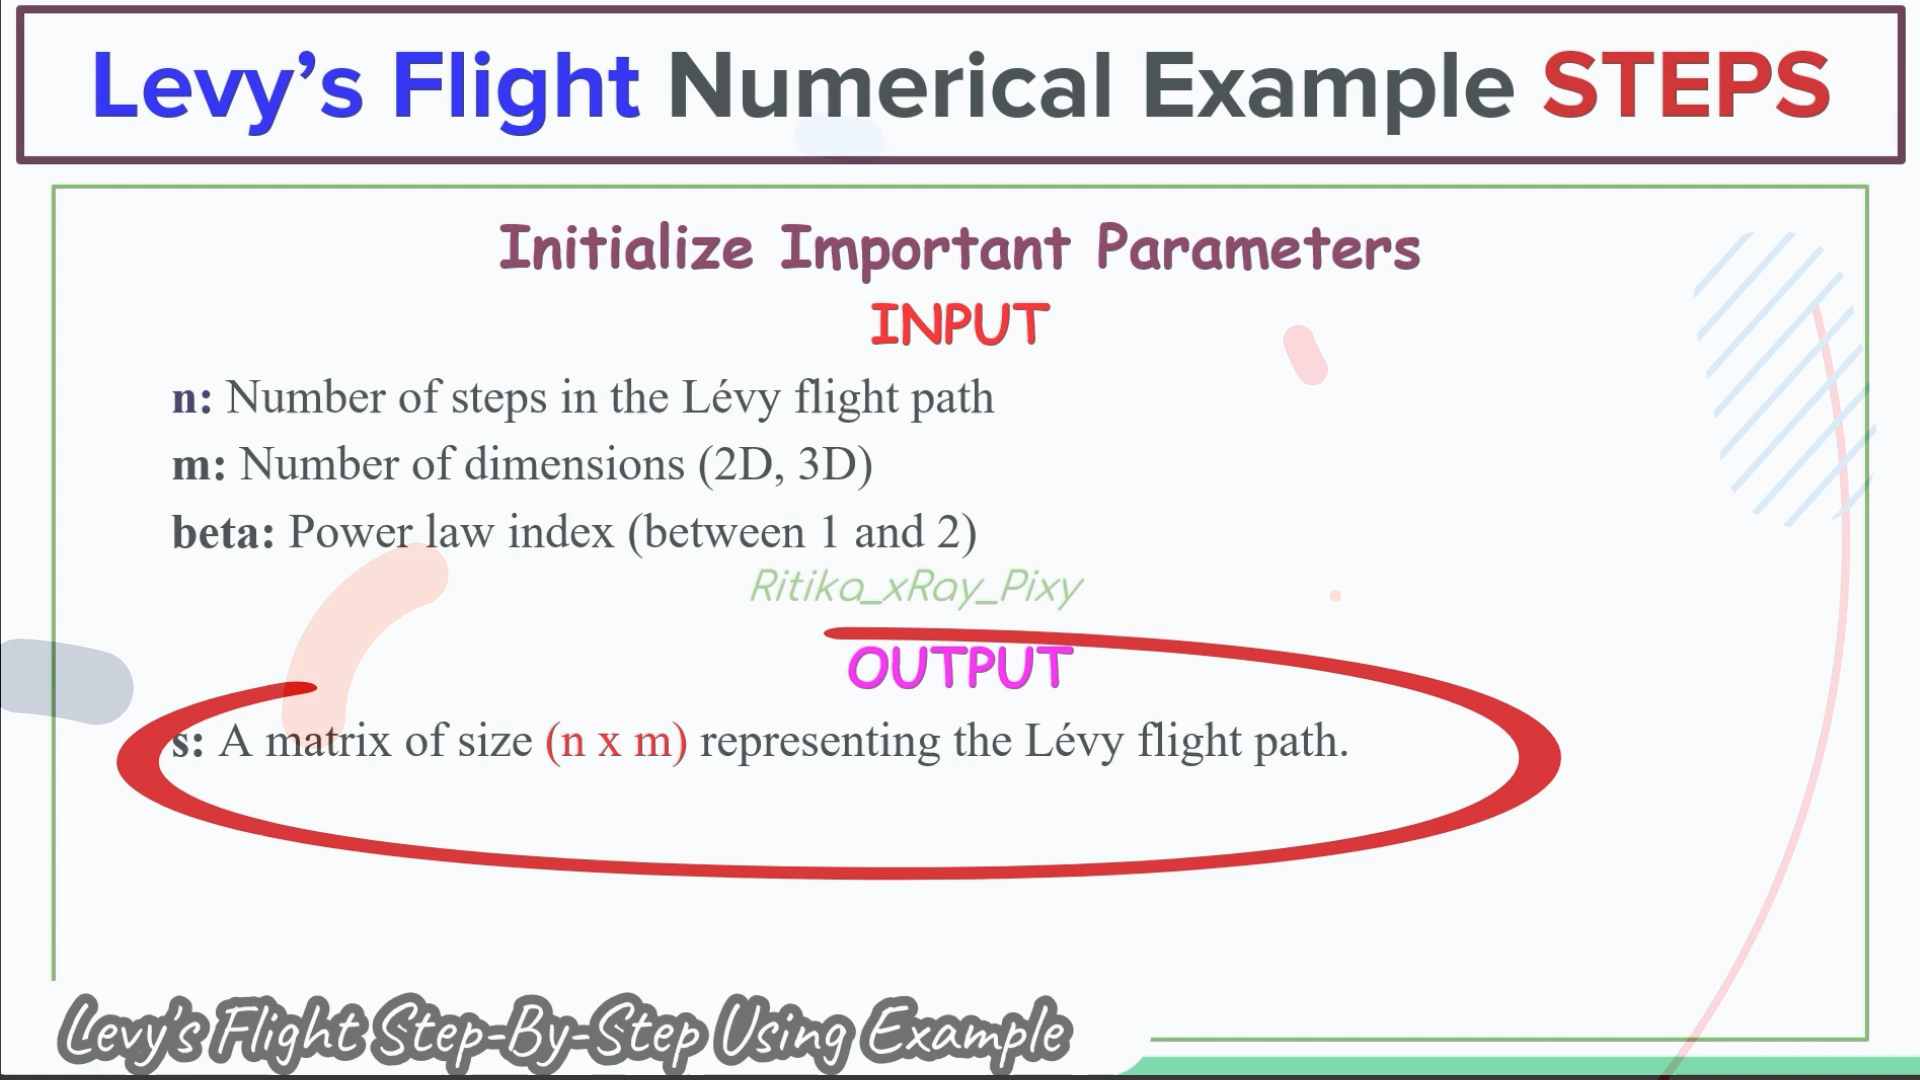 Levy’s Flight Numerical Example STEPS
Initialize Important Parameters
INPUT
n: Number of steps in the Lévy flight path
m: Number of dimensions (2D, 3D)
beta: Power law index (between 1 and 2)
Ritika_xRay_Pixy
OUTPUT
s: A matrix of size (n x m) representing the Lévy flight path.
Levy's Flight Step-By-Step Using Example